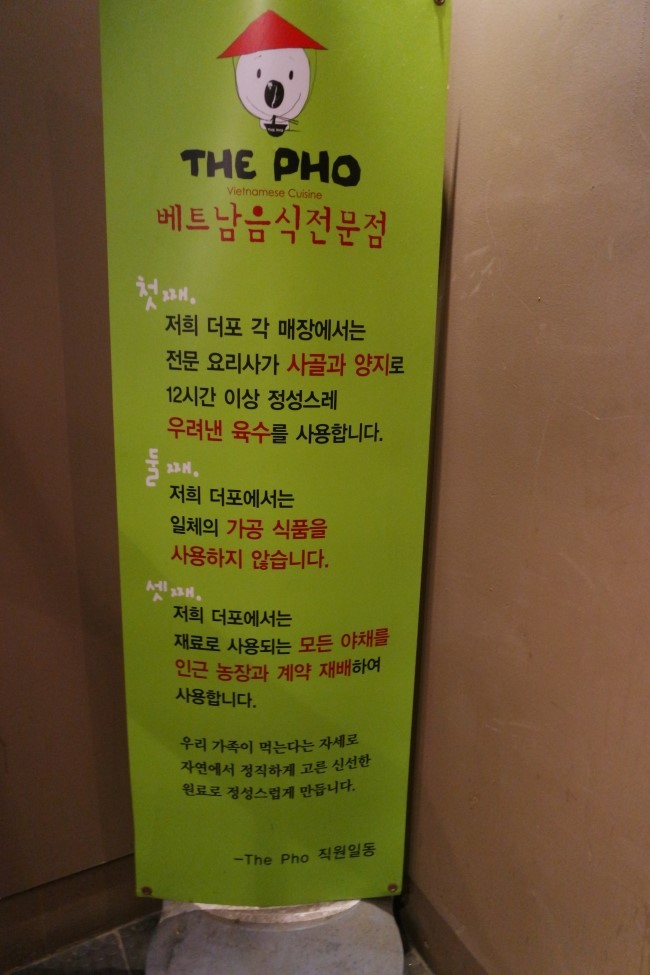 THE PHO
Vietnamese Cuisine
베트남음식전문점
첫째.
저희 더포 각 매장에서는
전문 요리사가 사골과 양지로
12시간 이상 정성스레
우려낸 육수를 사용합니다.
둘째.
저희 더포에서는
일체의 가공 식품을
사용하지 않습니다.
셋째.
저희 더포에서는
재료로 사용되는 모든 야채를
인근 농장과 계약 재배하여
사용합니다.
우리 가족이 먹는다는 자세로
자연에서 정직하게 고른 신선한
원료로 정성스럽게 만듭니다.
-The Pho 직원일동